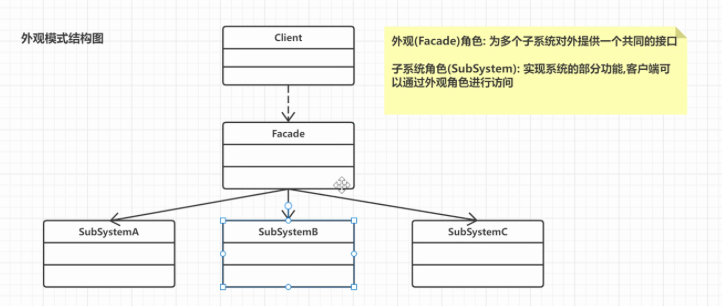 外观模式结构图
Client
外观(Facade)角色: 为多个子系统对外提供一个共同的接口
子系统角色(SubSystem): 实现系统的部分功能,客户端可
以通过外观角色进行访问
Facade
SubSystemA
SubSystemB
SubSystemC